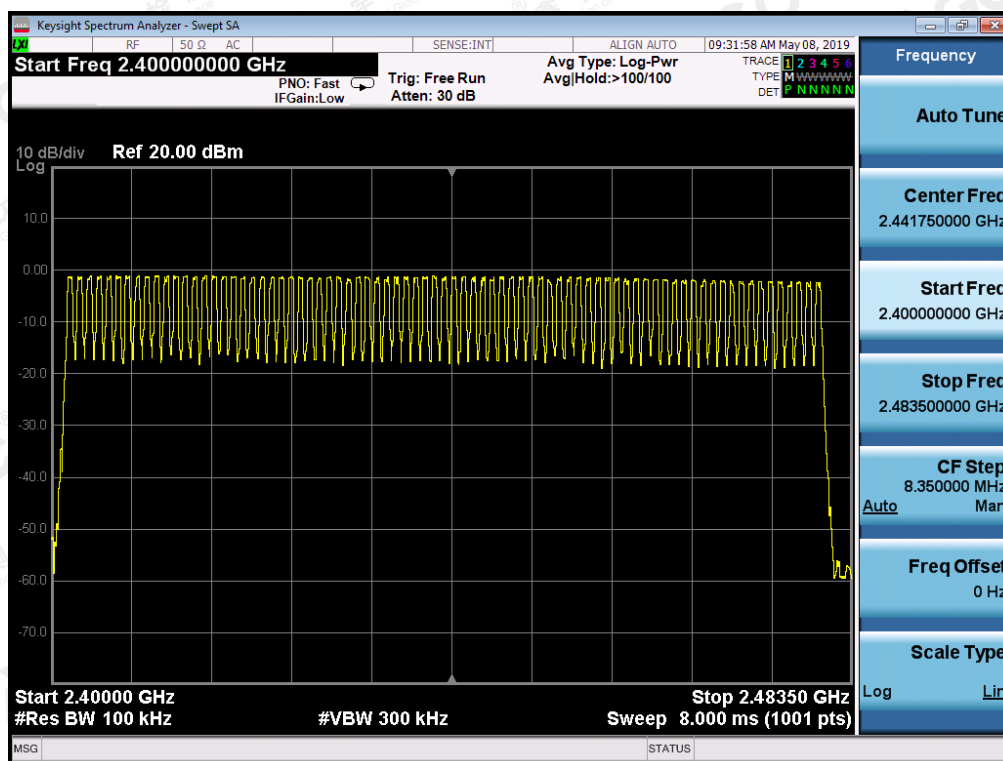 Keysight Spectrum Analyzer - Swept SA
LXI RF 50 Ω AC SENSE:INT ALIGN AUTO 09:31:58 AM May 08, 2019
Start Freq 2.400000000 GHz
PNO: Fast
IFGain:Low
Trig: Free Run
Atten: 30 dB
Avg Type: Log-Pwr
Avg|Hold:>100/100
TRACE 1 2 3 4 5 6
TYPE M WWWWW
DET P N N N N N
10 dB/div Ref 20.00 dBm
Log
10.0
0.00
-10.0
-20.0
-30.0
-40.0
-50.0
-60.0
-70.0
Start 2.40000 GHz Stop 2.48350 GHz
#Res BW 100 kHz #VBW 300 kHz Sweep 8.000 ms (1001 pts)
MSG STATUS
Frequency
Auto Tune
Center Freq
2.441750000 GHz
Start Freq
2.400000000 GHz
Stop Freq
2.483500000 GHz
CF Step
8.350000 MHz
Auto Man
Freq Offset
0 Hz
Scale Type
Log Lin